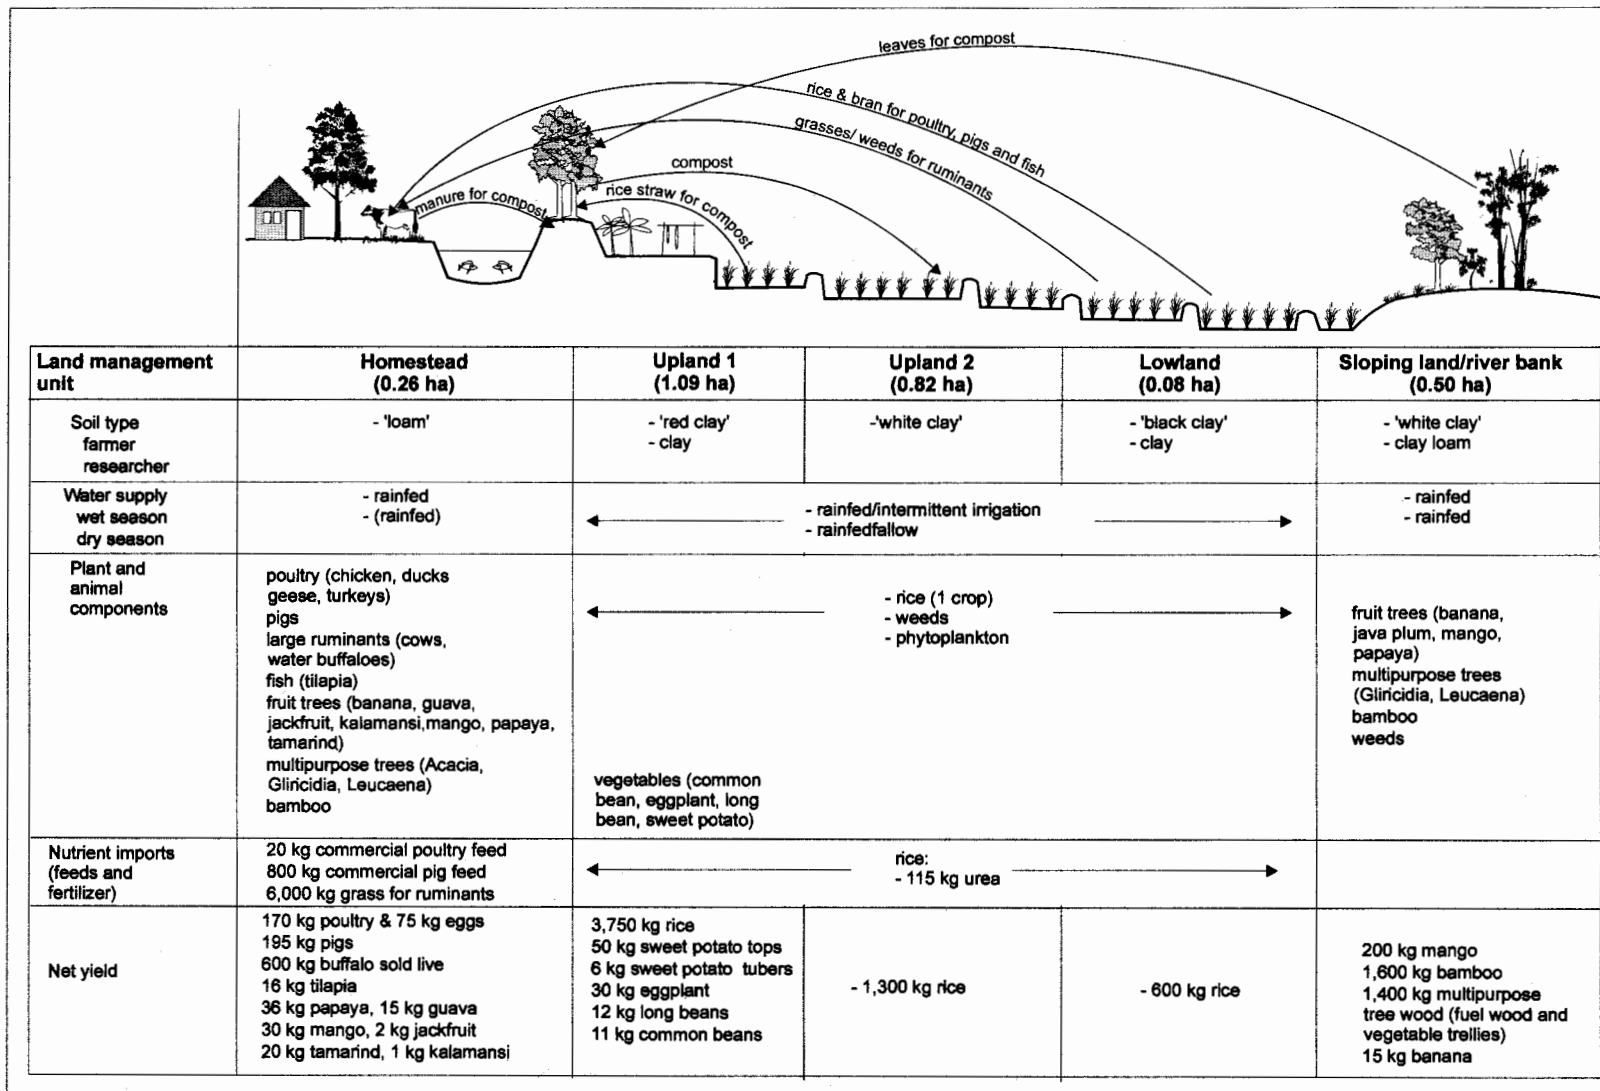 leaves for compost
rice & bran for poultry, pigs and fish
grasses/ weeds for ruminants
compost
manure for compost
rice straw for compost
Land management unit
Homestead
(0.26 ha)
Upland 1
(1.09 ha)
Upland 2
(0.82 ha)
Lowland
(0.08 ha)
Sloping land/river bank
(0.50 ha)
Soil type
farmer
researcher
- 'loam'
- 'red clay'
- clay
-'white clay'
- 'black clay'
- clay
- 'white clay'
- clay loam
Water supply
wet season
dry season
- rainfed
- (rainfed)
- rainfed/intermittent irrigation
- rainfedfallow
- rainfed
- rainfed
Plant and
animal
components
poultry (chicken, ducks
geese, turkeys)
pigs
large ruminants (cows,
water buffaloes)
fish (tilapia)
fruit trees (banana, guava,
jackfruit, kalamansi,mango, papaya,
tamarind)
multipurpose trees (Acacia,
Gliricidia, Leucaena)
bamboo
vegetables (common
bean, eggplant, long
bean, sweet potato)
- rice (1 crop)
- weeds
- phytoplankton
fruit trees (banana,
java plum, mango,
papaya)
multipurpose trees
(Gliricidia, Leucaena)
bamboo
weeds
Nutrient imports
(feeds and
fertilizer)
20 kg commercial poultry feed
800 kg commercial pig feed
6,000 kg grass for ruminants
rice:
- 115 kg urea
Net yield
170 kg poultry & 75 kg eggs
195 kg pigs
600 kg buffalo sold live
16 kg tilapia
36 kg papaya, 15 kg guava
30 kg mango, 2 kg jackfruit
20 kg tamarind, 1 kg kalamansi
3,750 kg rice
50 kg sweet potato tops
6 kg sweet potato tubers
30 kg eggplant
12 kg long beans
11 kg common beans
- 1,300 kg rice
- 600 kg rice
200 kg mango
1,600 kg bamboo
1,400 kg multipurpose
tree wood (fuel wood and
vegetable trellies)
15 kg banana